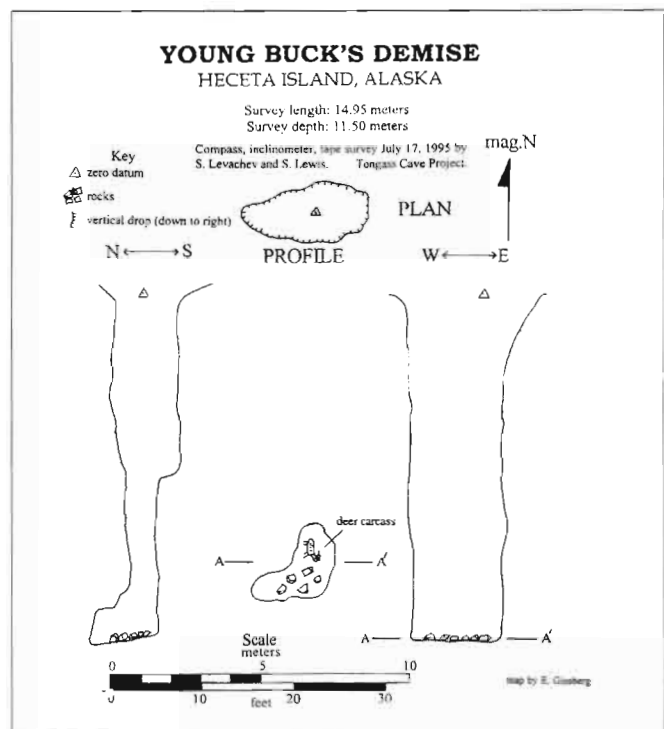 YOUNG BUCK'S DEMISE
HECETA ISLAND, ALASKA
Survey length: 14.95 meters
Survey depth: 11.50 meters
Compass, inclinometer, tape survey July 17, 1995 by
S. Levachev and S. Lewis. Tongass Cave Project.
mag.N
Key
zero datum
rocks
vertical drop (down to right)
PLAN
N S
PROFILE
W E
deer carcass
A A'
A A'
Scale
meters
0 5 10
0 10 20 30
feet
map by E.